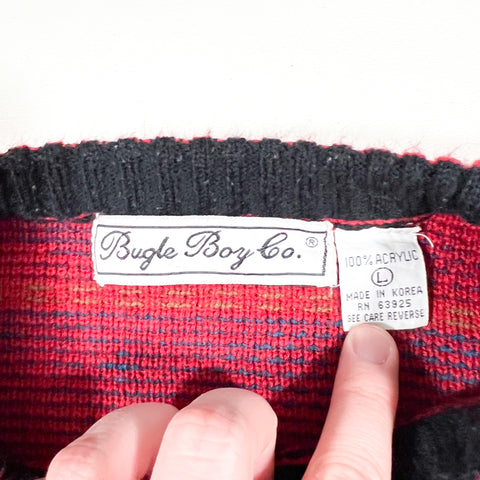 Bugle Boy Co.®
100% ACRYLIC
L
MADE IN KOREA
RN 63925
SEE CARE REVERSE